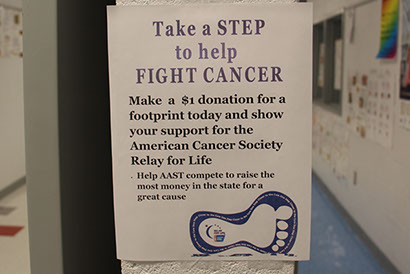 Take a STEP
to help
FIGHT CANCER
Make a $1 donation for a
footprint today and show
your support for the
American Cancer Society
Relay for Life
· Help AAST compete to raise the
most money in the state for a
great cause